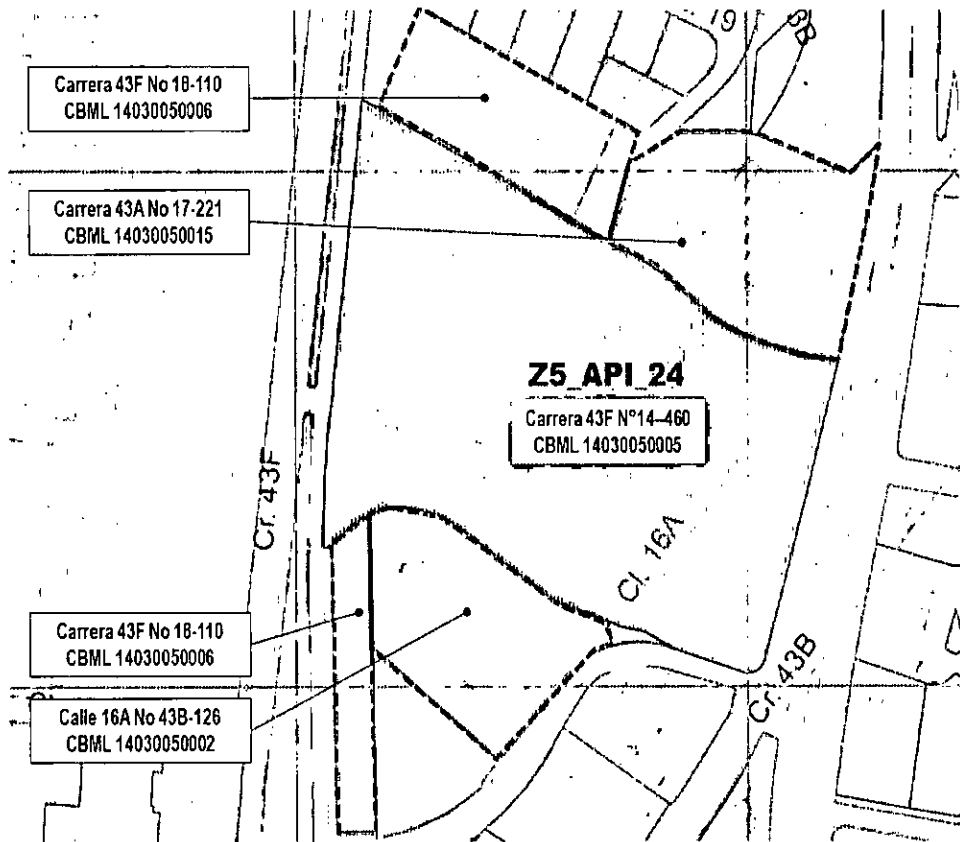 19
6B
Carrera 43F No 18-110
CBML 14030050006
Carrera 43A No 17-221
CBML 14030050015
Z5_API_24
Carrera 43F N°14–460
CBML 14030050005
Cr. 43F
Cl. 16A
Carrera 43F No 18-110
CBML 14030050006
Cr. 43B
Calle 16A No 43B-126
CBML 14030050002